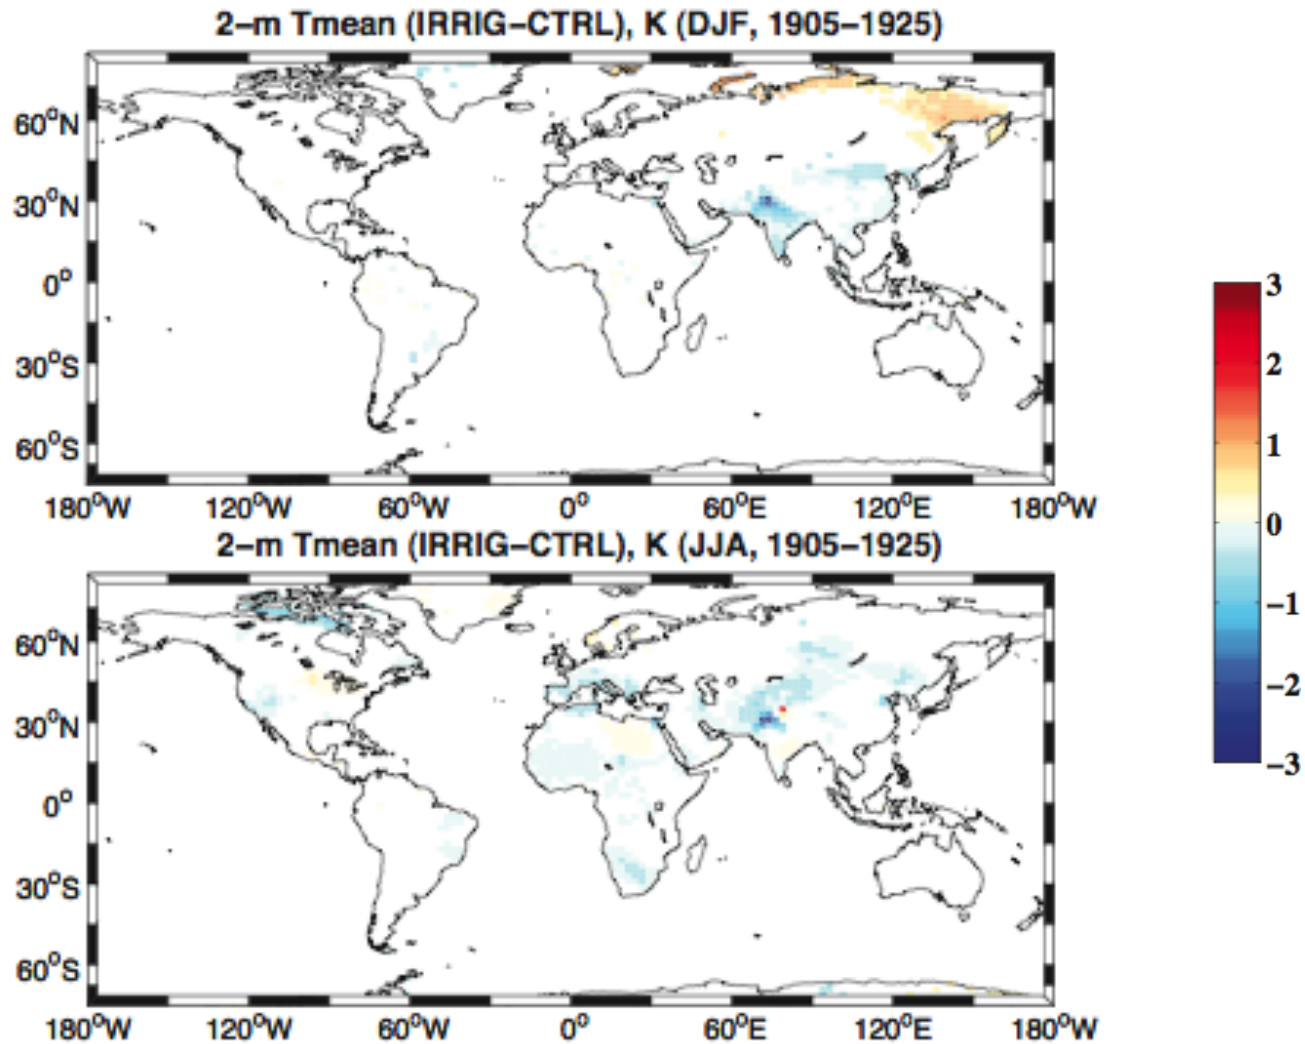 2−m Tmean (IRRIG−CTRL), K (DJF, 1905−1925)
60°N
30°N
0°
30°S
60°S
180°W 120°W 60°W 0° 60°E 120°E 180°W
3
2
1
0
−1
−2
−3
2−m Tmean (IRRIG−CTRL), K (JJA, 1905−1925)
60°N
30°N
0°
30°S
60°S
180°W 120°W 60°W 0° 60°E 120°E 180°W